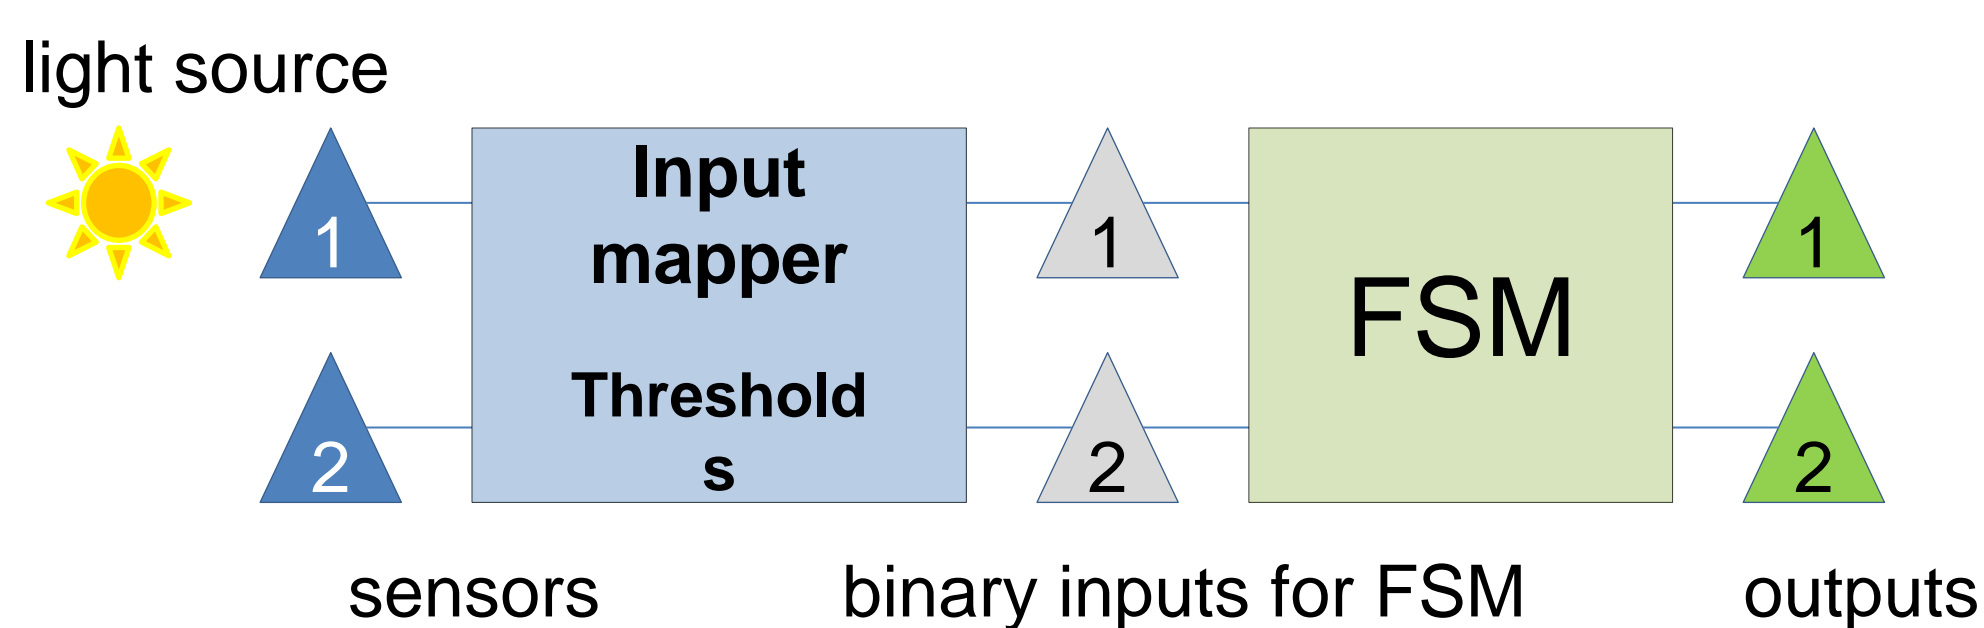 light source
1
Input
mapper
1
FSM
1
2
Threshold
s
2
2
sensors
binary inputs for FSM
outputs